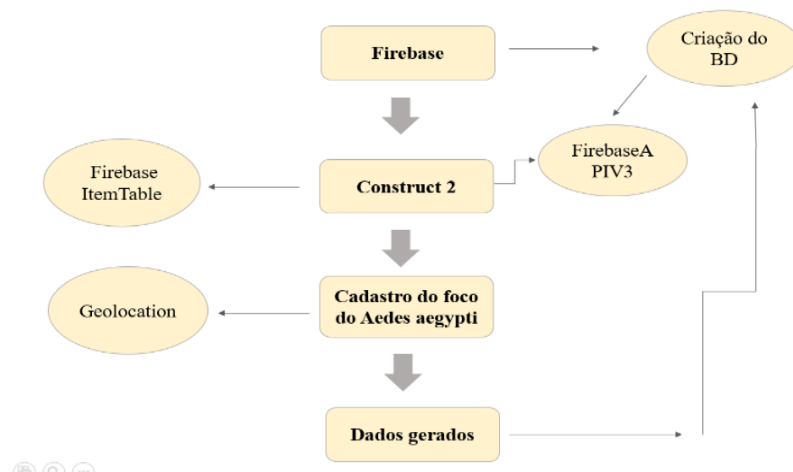 Firebase
Criação do
BD
FirebaseA
PIV3
Firebase
ItemTable
Construct 2
Geolocation
Cadastro do foco
do Aedes aegypti
Dados gerados